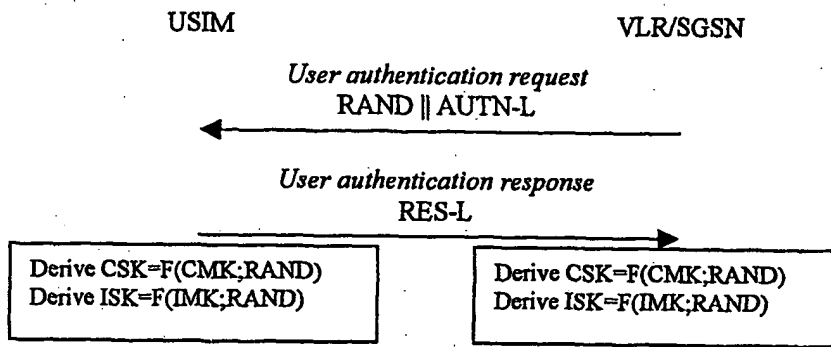 USIM VLR/SGSN
User authentication request
RAND || AUTN-L
User authentication response
RES-L
Derive CSK=F(CMK;RAND)
Derive ISK=F(IMK;RAND)
Derive CSK=F(CMK;RAND)
Derive ISK=F(IMK;RAND)